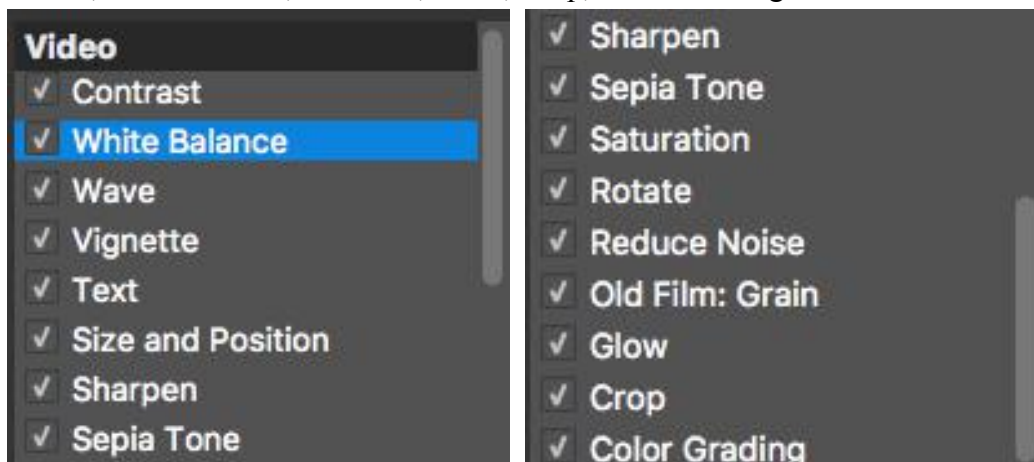 Video
Contrast
White Balance
Wave
Vignette
Text
Size and Position
Sharpen
Sepia Tone
Sharpen
Sepia Tone
Saturation
Rotate
Reduce Noise
Old Film: Grain
Glow
Crop
Color Grading